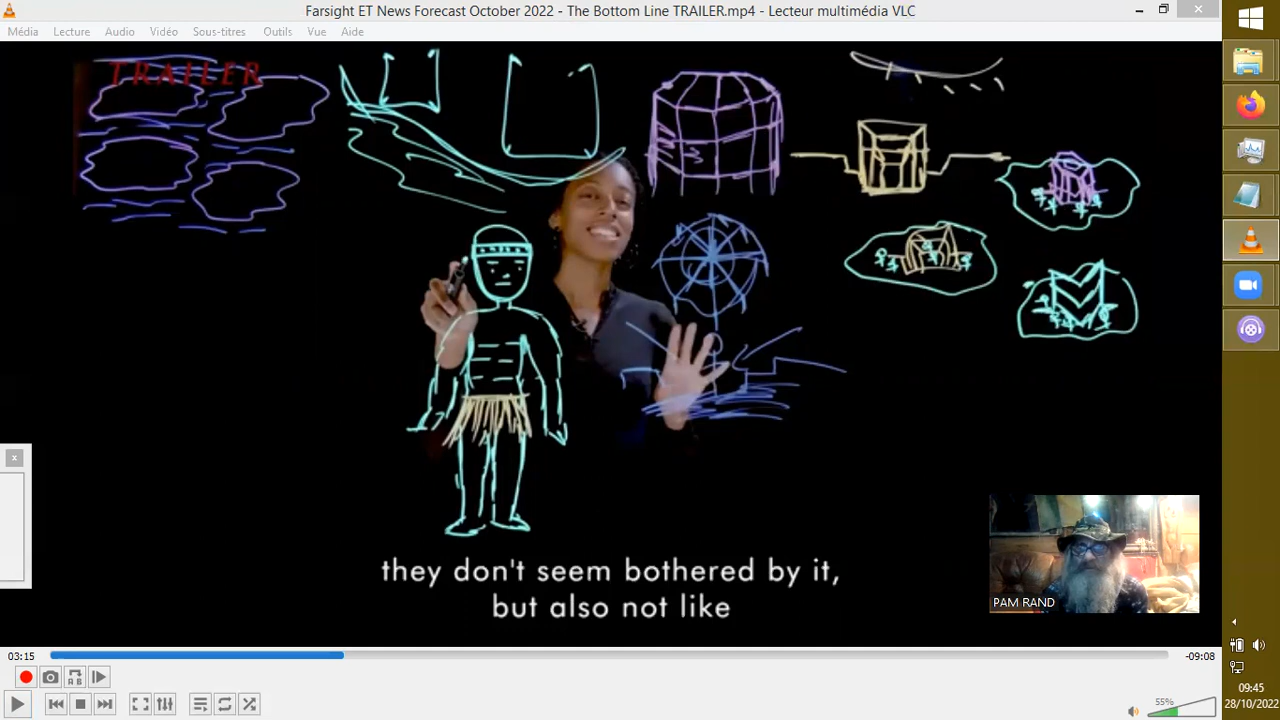 Farsight ET News Forecast October 2022 - The Bottom Line TRAILER.mp4 - Lecteur multimédia VLC
Média Lecture Audio Vidéo Sous-titres Outils Vue Aide
TRAILER
they don't seem bothered by it,
but also not like
PAM RAND
03:15
-09:08
55%
09:45
28/10/2022